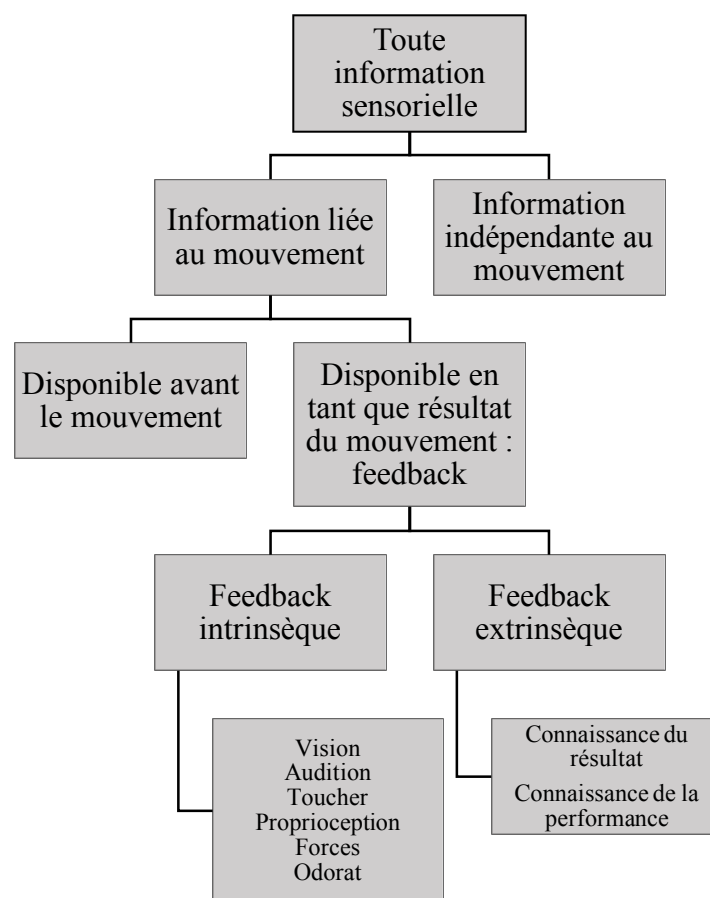 Toute
information
sensorielle
Information liée
au mouvement
Information
indépendante au
mouvement
Disponible avant
le mouvement
Disponible en
tant que résultat
du mouvement :
feedback
Feedback
intrinsèque
Feedback
extrinsèque
Vision
Audition
Toucher
Proprioception
Forces
Odorat
Connaissance du
résultat
Connaissance de la
performance